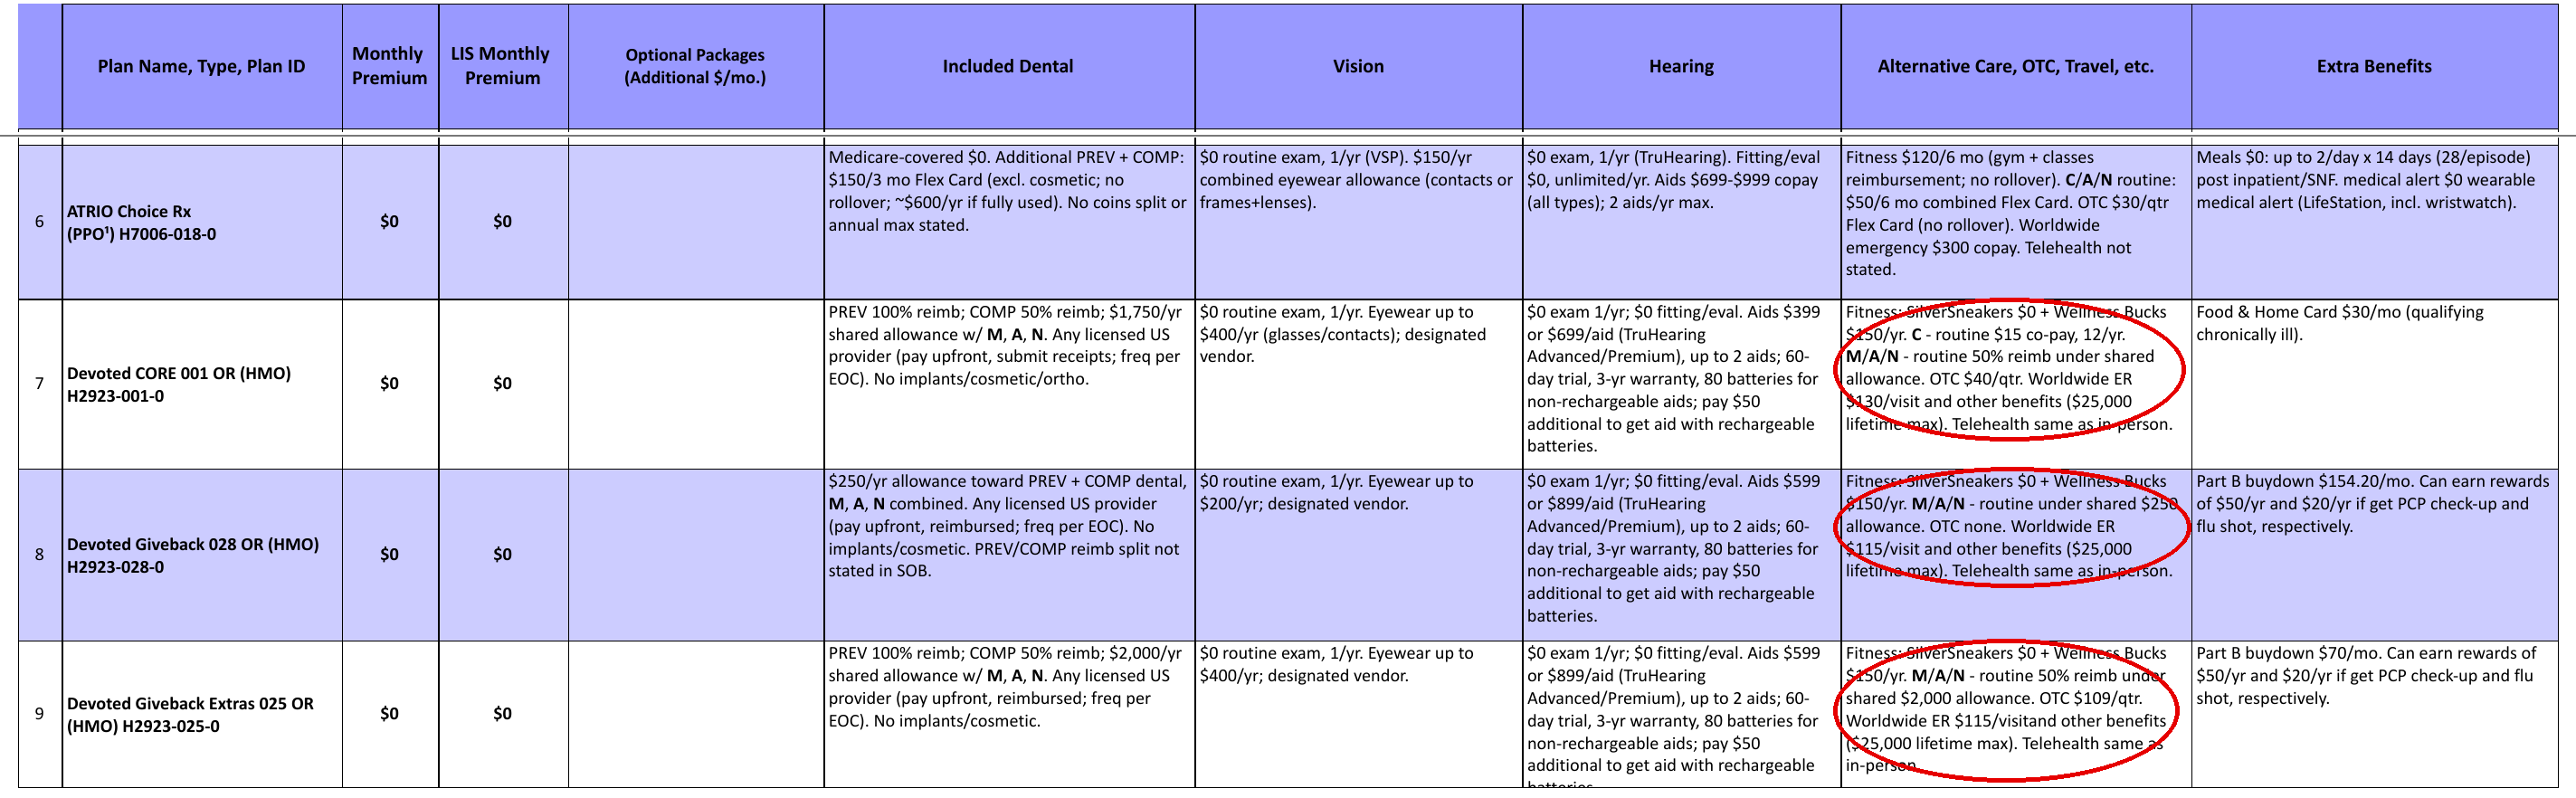 Plan Name, Type, Plan ID
Monthly
Premium
LIS Monthly
Premium
Optional Packages
(Additional $/mo.)
Included Dental
Vision
Hearing
Alternative Care, OTC, Travel, etc.
Extra Benefits
6
ATRIO Choice Rx
(PPO¹) H7006-018-0
$0
$0
Medicare-covered $0. Additional PREV + COMP:
$150/3 mo Flex Card (excl. cosmetic; no
rollover; ~$600/yr if fully used). No coins split or
annual max stated.
$0 routine exam, 1/yr (VSP). $150/yr
combined eyewear allowance (contacts or
frames+lenses).
$0 exam, 1/yr (TruHearing). Fitting/eval
$0, unlimited/yr. Aids $699-$999 copay
(all types); 2 aids/yr max.
Fitness $120/6 mo (gym + classes
reimbursement; no rollover). C/A/N routine:
$50/6 mo combined Flex Card. OTC $30/qtr
Flex Card (no rollover). Worldwide
emergency $300 copay. Telehealth not
stated.
Meals $0: up to 2/day x 14 days (28/episode)
post inpatient/SNF. medical alert $0 wearable
medical alert (LifeStation, incl. wristwatch).
7
Devoted CORE 001 OR (HMO)
H2923-001-0
$0
$0
PREV 100% reimb; COMP 50% reimb; $1,750/yr
shared allowance w/ M, A, N. Any licensed US
provider (pay upfront, submit receipts; freq per
EOC). No implants/cosmetic/ortho.
$0 routine exam, 1/yr. Eyewear up to
$400/yr (glasses/contacts); designated
vendor.
$0 exam 1/yr; $0 fitting/eval. Aids $399
or $699/aid (TruHearing
Advanced/Premium), up to 2 aids; 60-
day trial, 3-yr warranty, 80 batteries for
non-rechargeable aids; pay $50
additional to get aid with rechargeable
batteries.
Fitness: SilverSneakers $0 + Wellness Bucks
$150/yr. C - routine $15 co-pay, 12/yr.
M/A/N - routine 50% reimb under shared
allowance. OTC $40/qtr. Worldwide ER
$130/visit and other benefits ($25,000
lifetime max). Telehealth same as in-person.
Food & Home Card $30/mo (qualifying
chronically ill).
8
Devoted Giveback 028 OR (HMO)
H2923-028-0
$0
$0
$250/yr allowance toward PREV + COMP dental,
M, A, N combined. Any licensed US provider
(pay upfront, reimbursed; freq per EOC). No
implants/cosmetic. PREV/COMP reimb split not
stated in SOB.
$0 routine exam, 1/yr. Eyewear up to
$200/yr; designated vendor.
$0 exam 1/yr; $0 fitting/eval. Aids $599
or $899/aid (TruHearing
Advanced/Premium), up to 2 aids; 60-
day trial, 3-yr warranty, 80 batteries for
non-rechargeable aids; pay $50
additional to get aid with rechargeable
batteries.
Fitness: SilverSneakers $0 + Wellness Bucks
$150/yr. M/A/N - routine under shared $250
allowance. OTC none. Worldwide ER
$115/visit and other benefits ($25,000
lifetime max). Telehealth same as in-person.
Part B buydown $154.20/mo. Can earn rewards
of $50/yr and $20/yr if get PCP check-up and
flu shot, respectively.
9
Devoted Giveback Extras 025 OR
(HMO) H2923-025-0
$0
$0
PREV 100% reimb; COMP 50% reimb; $2,000/yr
shared allowance w/ M, A, N. Any licensed US
provider (pay upfront, reimbursed; freq per
EOC). No implants/cosmetic.
$0 routine exam, 1/yr. Eyewear up to
$400/yr; designated vendor.
$0 exam 1/yr; $0 fitting/eval. Aids $599
or $899/aid (TruHearing
Advanced/Premium), up to 2 aids; 60-
day trial, 3-yr warranty, 80 batteries for
non-rechargeable aids; pay $50
additional to get aid with rechargeable
batteries.
Fitness: SilverSneakers $0 + Wellness Bucks
$150/yr. M/A/N - routine 50% reimb under
shared $2,000 allowance. OTC $109/qtr.
Worldwide ER $115/visitand other benefits
($25,000 lifetime max). Telehealth same as
in-person.
Part B buydown $70/mo. Can earn rewards of
$50/yr and $20/yr if get PCP check-up and flu
shot, respectively.